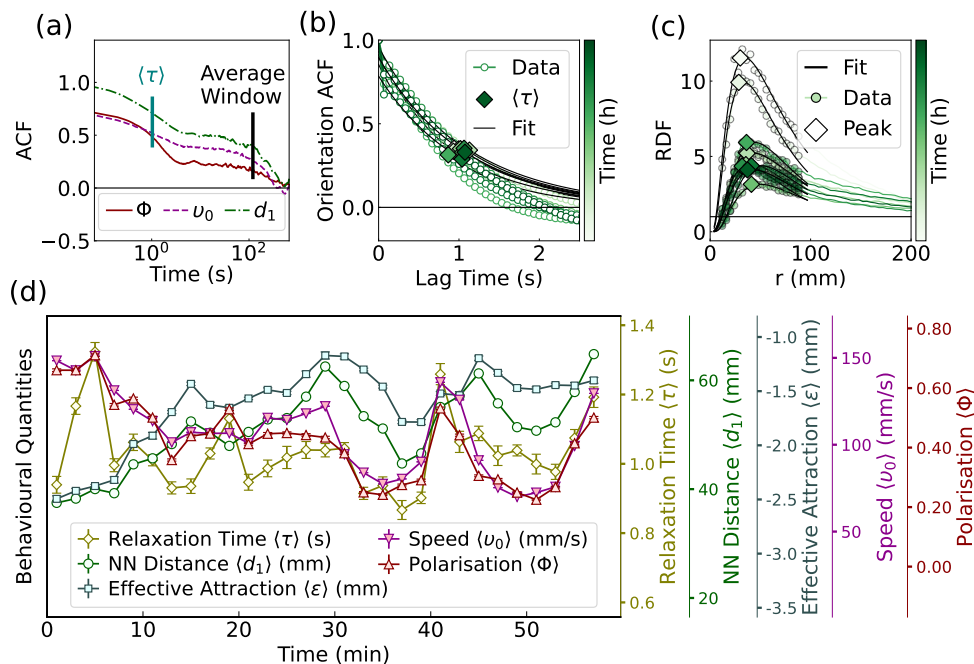 (a)
ACF
1.0
0.5
0.0
−0.5
⟨τ⟩
Average
Window
Φ
υ₀
d₁
10⁰
10²
Time (s)
(b)
Orientation ACF
1.0
0.5
0.0
Data
⟨τ⟩
Fit
0
1
2
Lag Time (s)
Time (h)
(c)
RDF
10
5
0
Fit
Data
Peak
0
100
200
r (mm)
Time (h)
(d)
Behavioural Quantities
Relaxation Time ⟨τ⟩ (s)
NN Distance ⟨d₁⟩ (mm)
Effective Attraction ⟨ε⟩ (mm)
Speed ⟨υ₀⟩ (mm/s)
Polarisation ⟨Φ⟩
0
10
20
30
40
50
Time (min)
1.4
1.2
1.0
0.8
0.6
Relaxation Time ⟨τ⟩ (s)
60
40
20
NN Distance ⟨d₁⟩ (mm)
-1.0
-1.5
-2.0
-2.5
-3.0
-3.5
Effective Attraction ⟨ε⟩ (mm)
150
100
50
Speed ⟨υ₀⟩ (mm/s)
0.80
0.60
0.40
0.20
0.00
Polarisation ⟨Φ⟩